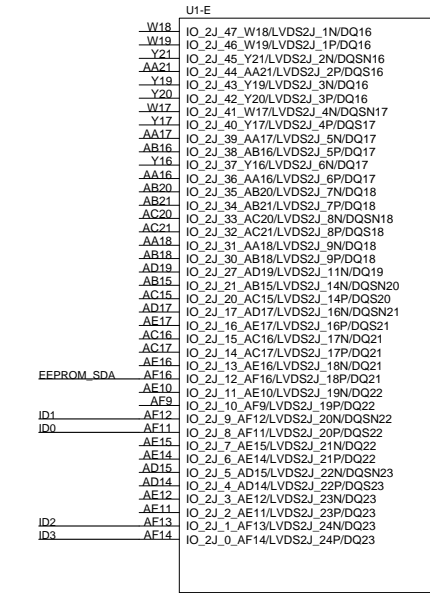 U1-E
W18 IO_2J_47_W18/LVDS2J_1N/DQ16
W19 IO_2J_46_W19/LVDS2J_1P/DQ16
Y21 IO_2J_45_Y21/LVDS2J_2N/DQSN16
AA21 IO_2J_44_AA21/LVDS2J_2P/DQS16
Y19 IO_2J_43_Y19/LVDS2J_3N/DQ16
Y20 IO_2J_42_Y20/LVDS2J_3P/DQ16
W17 IO_2J_41_W17/LVDS2J_4N/DQSN17
Y17 IO_2J_40_Y17/LVDS2J_4P/DQS17
AA17 IO_2J_39_AA17/LVDS2J_5N/DQ17
AB16 IO_2J_38_AB16/LVDS2J_5P/DQ17
Y16 IO_2J_37_Y16/LVDS2J_6N/DQ17
AA16 IO_2J_36_AA16/LVDS2J_6P/DQ17
AB20 IO_2J_35_AB20/LVDS2J_7N/DQ18
AB21 IO_2J_34_AB21/LVDS2J_7P/DQ18
AC20 IO_2J_33_AC20/LVDS2J_8N/DQSN18
AC21 IO_2J_32_AC21/LVDS2J_8P/DQS18
AA18 IO_2J_31_AA18/LVDS2J_9N/DQ18
AB18 IO_2J_30_AB18/LVDS2J_9P/DQ18
AD19 IO_2J_27_AD19/LVDS2J_11N/DQ19
AB15 IO_2J_21_AB15/LVDS2J_14N/DQSN20
AC15 IO_2J_20_AC15/LVDS2J_14P/DQS20
AD17 IO_2J_17_AD17/LVDS2J_16N/DQSN21
AE17 IO_2J_16_AE17/LVDS2J_16P/DQS21
AC16 IO_2J_15_AC16/LVDS2J_17N/DQ21
AC17 IO_2J_14_AC17/LVDS2J_17P/DQ21
AE16 IO_2J_13_AE16/LVDS2J_18N/DQ21
EEPROM_SDA AF16 IO_2J_12_AF16/LVDS2J_18P/DQ21
AE10 IO_2J_11_AE10/LVDS2J_19N/DQ22
AF9 IO_2J_10_AF9/LVDS2J_19P/DQ22
ID1 AF12 IO_2J_9_AF12/LVDS2J_20N/DQSN22
ID0 AF11 IO_2J_8_AF11/LVDS2J_20P/DQS22
AE15 IO_2J_7_AE15/LVDS2J_21N/DQ22
AE14 IO_2J_6_AE14/LVDS2J_21P/DQ22
AD15 IO_2J_5_AD15/LVDS2J_22N/DQSN23
AD14 IO_2J_4_AD14/LVDS2J_22P/DQS23
AE12 IO_2J_3_AE12/LVDS2J_23N/DQ23
AE11 IO_2J_2_AE11/LVDS2J_23P/DQ23
ID2 AF13 IO_2J_1_AF13/LVDS2J_24N/DQ23
ID3 AF14 IO_2J_0_AF14/LVDS2J_24P/DQ23